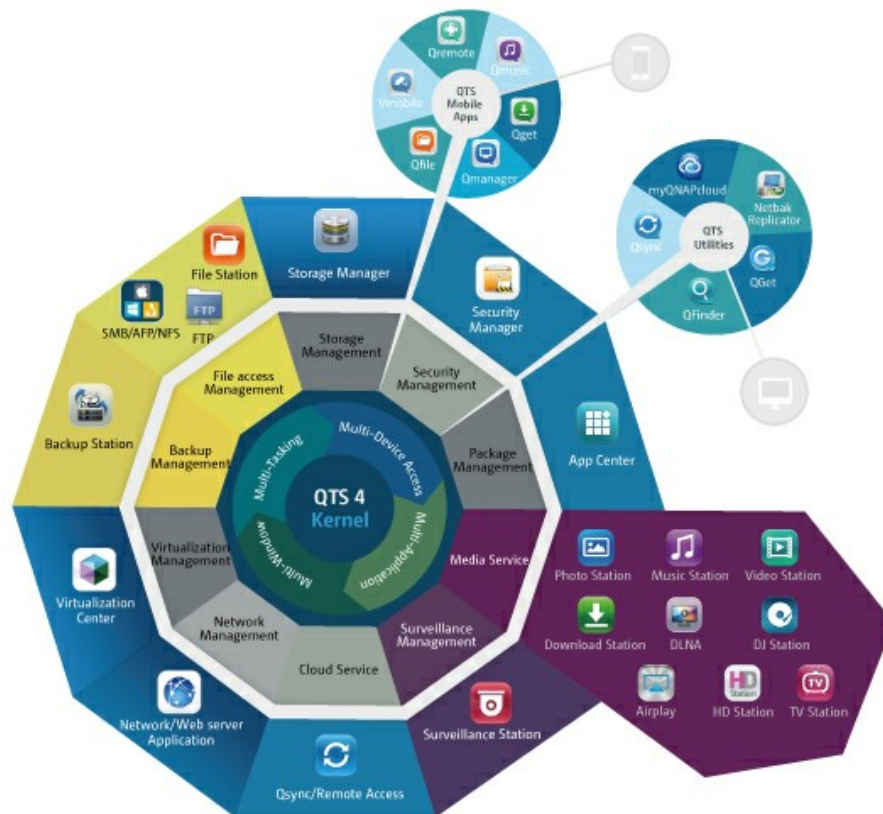 Qremote
Qmusic
Vmobile
QTS
Mobile
Apps
Qget
Qfile
Qmanager
myQNAPcloud
Netbak
Replicator
Qsync
QTS
Utilities
QGet
QFinder
File Station
Storage Manager
SMB/AFP/NFS
FTP
FTP
Security
Manager
Storage
Management
File access
Management
Security
Management
Backup Station
Backup
Management
Package
Management
App Center
Multi-Tasking
Multi-Device Access
QTS 4
Kernel
Multi-Window
Multi-Application
Virtualization
Management
Media Service
Virtualization
Center
Network
Management
Surveillance
Management
Cloud Service
Photo Station
Music Station
Video Station
Download Station
DLNA
DJ Station
HD
Station
TV
Airplay
HD Station
TV Station
Network/Web server
Application
Surveillance Station
Qsync/Remote Access